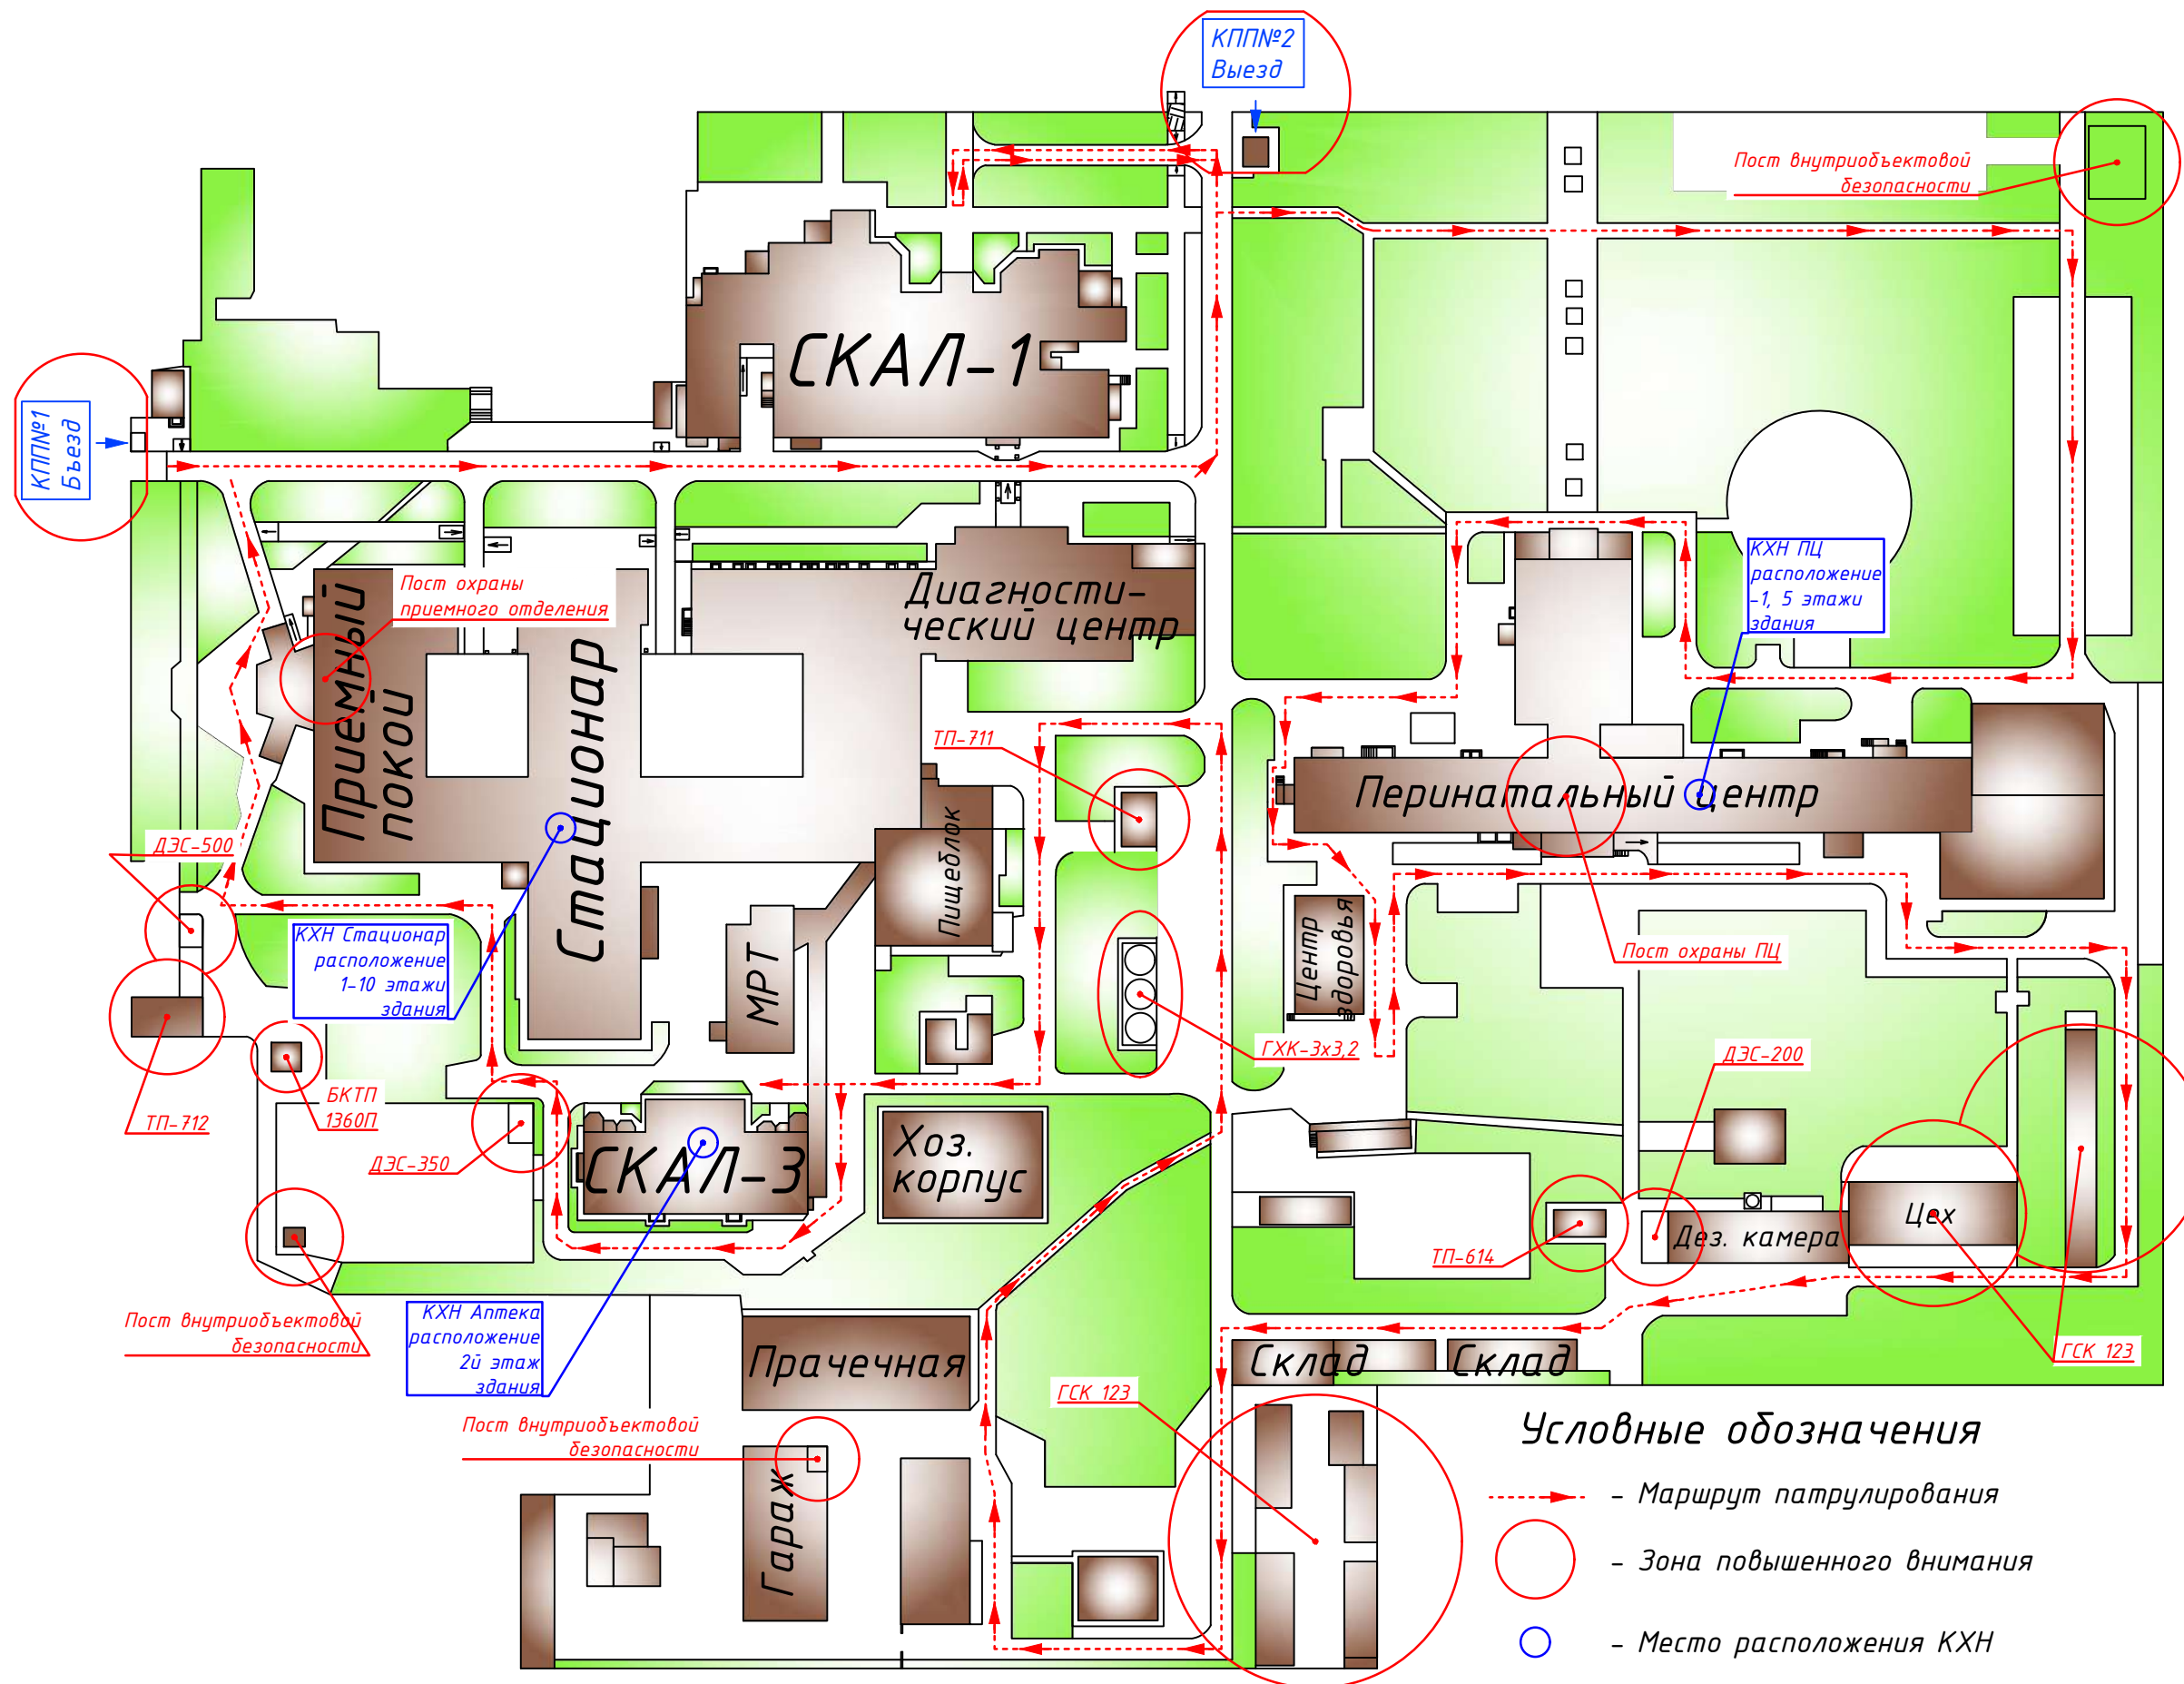 КПП№2
Выезд
Пост внутриобъектовой
безопасности
СКАЛ-1
КПП№1
Бъезд
КХН ПЦ
расположение
-1, 5 этажи
здания
Пост охраны
приемного отделения
Диагности-
ческий центр
Приемный
покой
Стационар
ТП-711
Перинатальный центр
ДЭС-500
Пищеблок
КХН Стационар
расположение
1-10 этажи
здания
МРТ
Центр
здоровья
Пост охраны ПЦ
ГХК-3х3,2
ДЭС-200
БКТП
1360П
ТП-712
ДЭС-350
СКАЛ-3
Хоз.
корпус
Цех
Дез. камера
ТП-614
Пост внутриобъектовой
безопасности
КХН Аптека
расположение
2й этаж
здания
Прачечная
Склад
Склад
ГСК 123
ГСК 123
Пост внутриобъектовой
безопасности
Гараж
Условные обозначения
- Маршрут патрулирования
- Зона повышенного внимания
- Место расположения КХН